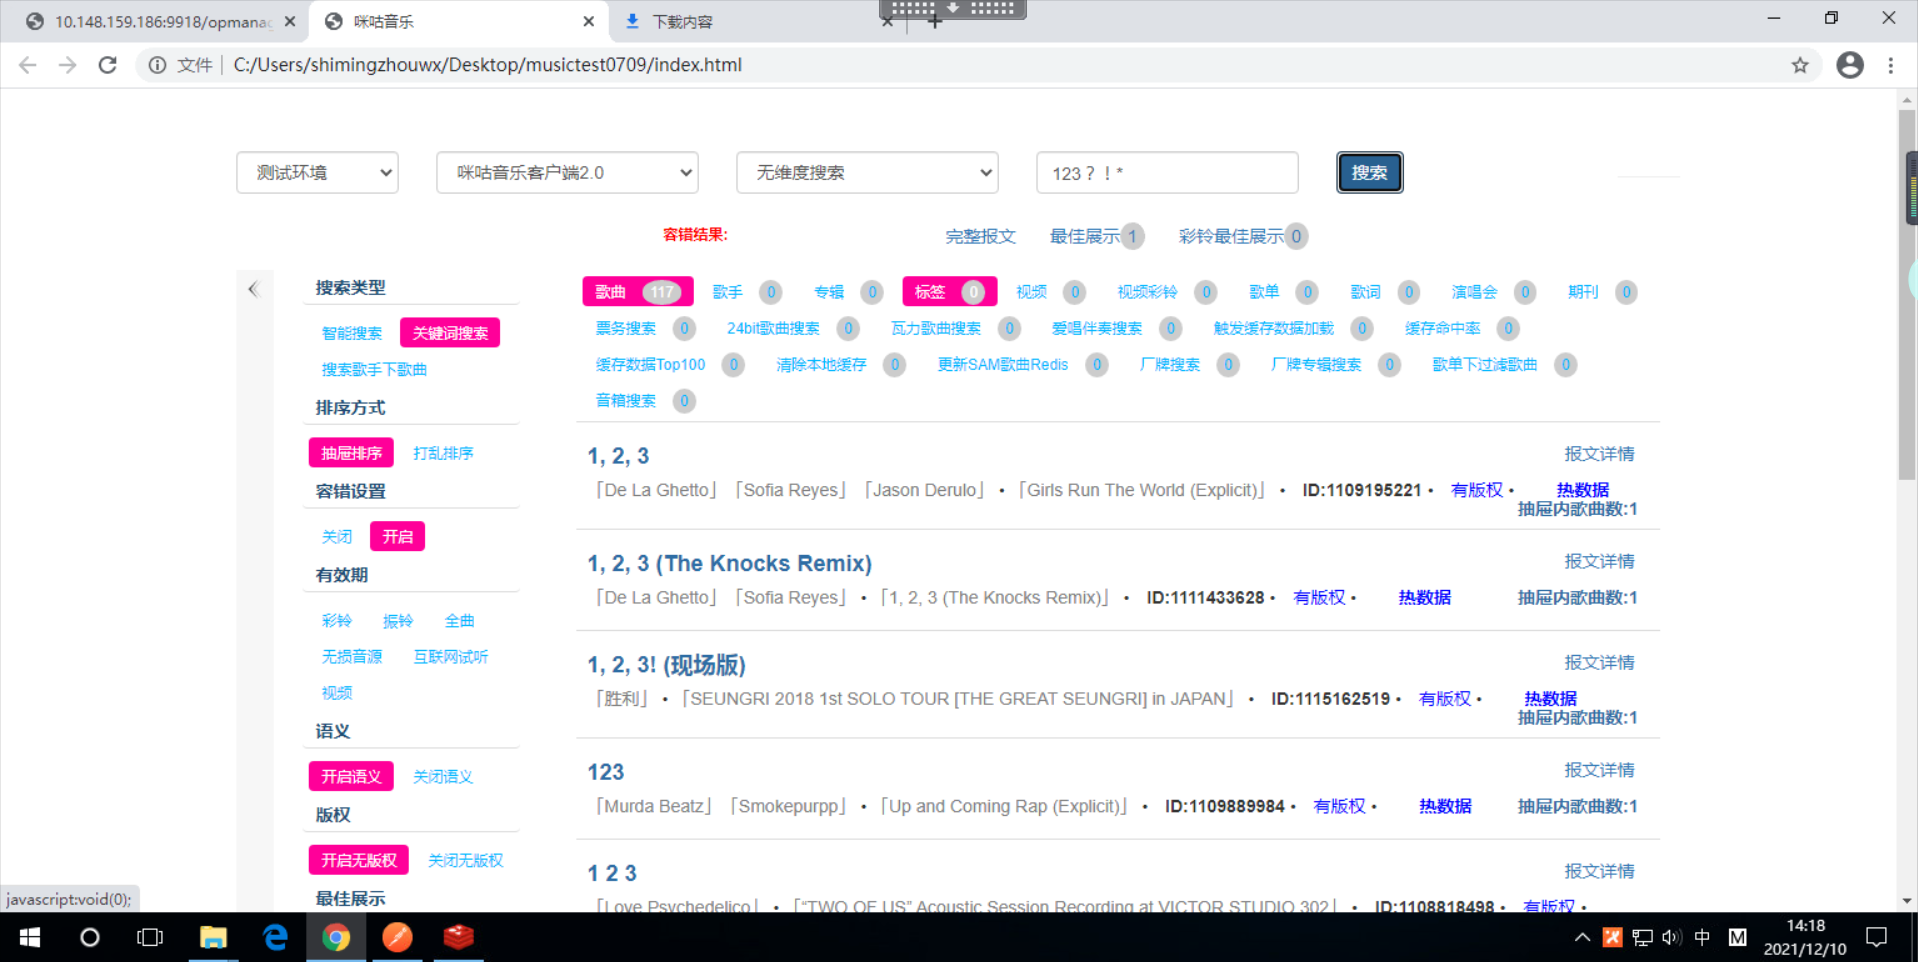 10.148.159.186:9918/opmana
咪咕音乐
下载内容
文件
C:/Users/shimingzhouwx/Desktop/musictest0709/index.html
测试环境
咪咕音乐客户端2.0
无维度搜索
123？！*
搜索
容错结果:
完整报文
最佳展示 1
彩铃最佳展示 0
搜索类型
智能搜索
关键词搜索
搜索歌手下歌曲
排序方式
抽屉排序
打乱排序
容错设置
关闭
开启
有效期
彩铃
振铃
全曲
无损音源
互联网试听
视频
语义
开启语义
关闭语义
版权
开启无版权
关闭无版权
最佳展示
歌曲 117 歌手 0 专辑 0 标签 0 视频 0 视频彩铃 0 歌单 0 歌词 0 演唱会 0 期刊 0
票务搜索 0 24bit歌曲搜索 0 瓦力歌曲搜索 0 爱唱伴奏搜索 0 触发缓存数据加载 0 缓存命中率 0
缓存数据Top100 0 清除本地缓存 0 更新SAM歌曲Redis 0 厂牌搜索 0 厂牌专辑搜索 0 歌单下过滤歌曲 0
音箱搜索 0
1, 2, 3
报文详情
「De La Ghetto」「Sofia Reyes」「Jason Derulo」 • 「Girls Run The World (Explicit)」 • ID:1109195221 • 有版权 • 热数据
抽屉内歌曲数:1
1, 2, 3 (The Knocks Remix)
报文详情
「De La Ghetto」「Sofia Reyes」 • 「1, 2, 3 (The Knocks Remix)」 • ID:1111433628 • 有版权 • 热数据 抽屉内歌曲数:1
1, 2, 3! (现场版)
报文详情
「胜利」 • 「SEUNGRI 2018 1st SOLO TOUR [THE GREAT SEUNGRI] in JAPAN」 • ID:1115162519 • 有版权 • 热数据
抽屉内歌曲数:1
123
报文详情
「Murda Beatz」「Smokepurpp」 • 「Up and Coming Rap (Explicit)」 • ID:1109889984 • 有版权 • 热数据 抽屉内歌曲数:1
1 2 3
报文详情
「Love Psychedelico」 • 「“TWO OF US” Acoustic Session Recording at VICTOR STUDIO 302」 • ID:1108818498 • 有版权 •
javascript:void(0);
中
M
14:18
2021/12/10